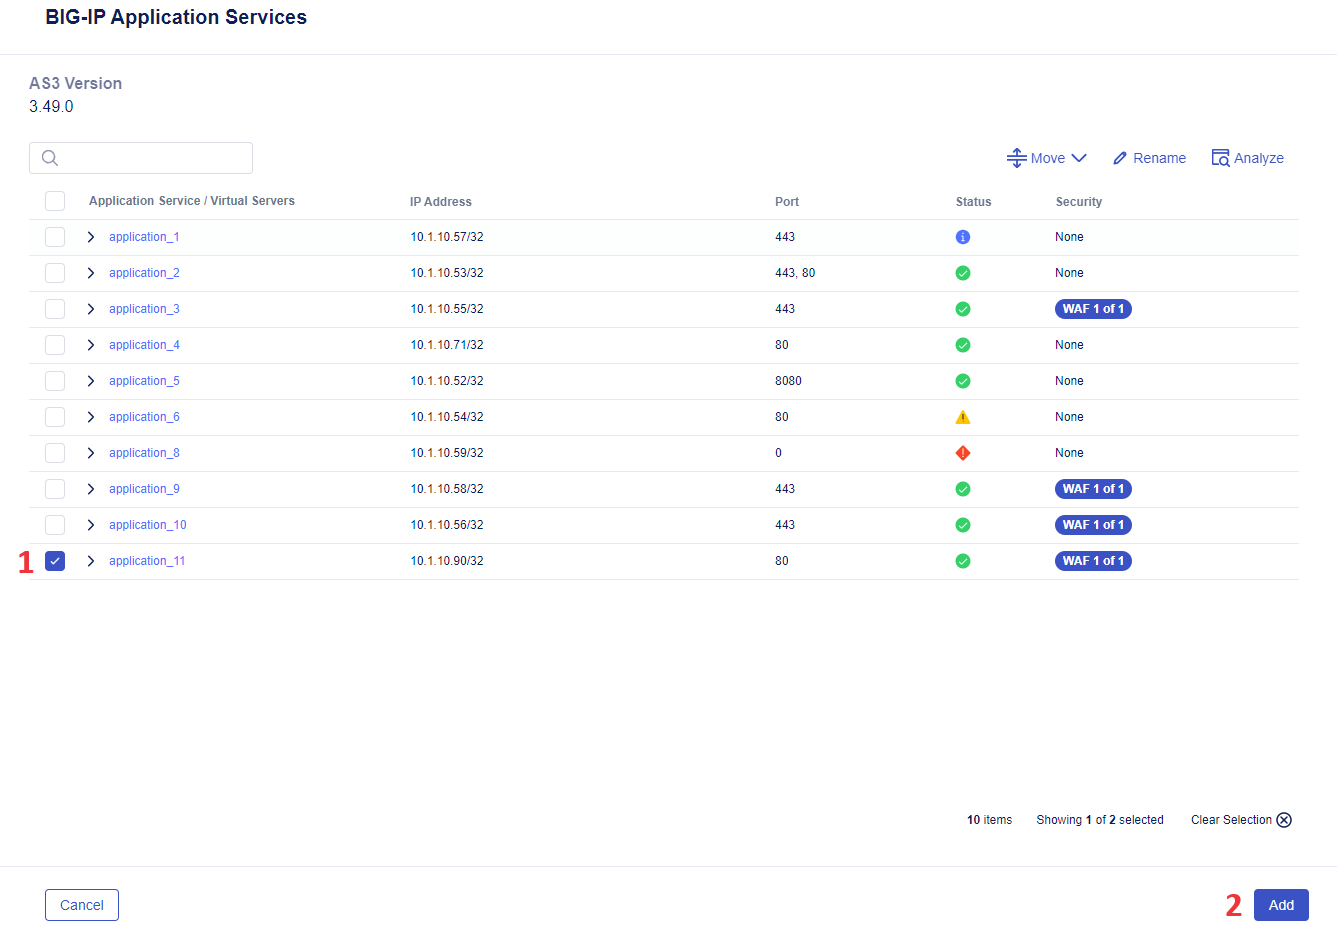 BIG-IP Application Services
AS3 Version
3.49.0
Move Rename Analyze
Application Service / Virtual Servers IP Address Port Status Security
application_1 10.1.10.57/32 443 None
application_2 10.1.10.53/32 443, 80 None
application_3 10.1.10.55/32 443 WAF 1 of 1
application_4 10.1.10.71/32 80 None
application_5 10.1.10.52/32 8080 None
application_6 10.1.10.54/32 80 None
application_8 10.1.10.59/32 0 None
application_9 10.1.10.58/32 443 WAF 1 of 1
application_10 10.1.10.56/32 443 WAF 1 of 1
1 application_11 10.1.10.90/32 80 WAF 1 of 1
10 items Showing 1 of 2 selected Clear Selection
Cancel 2 Add